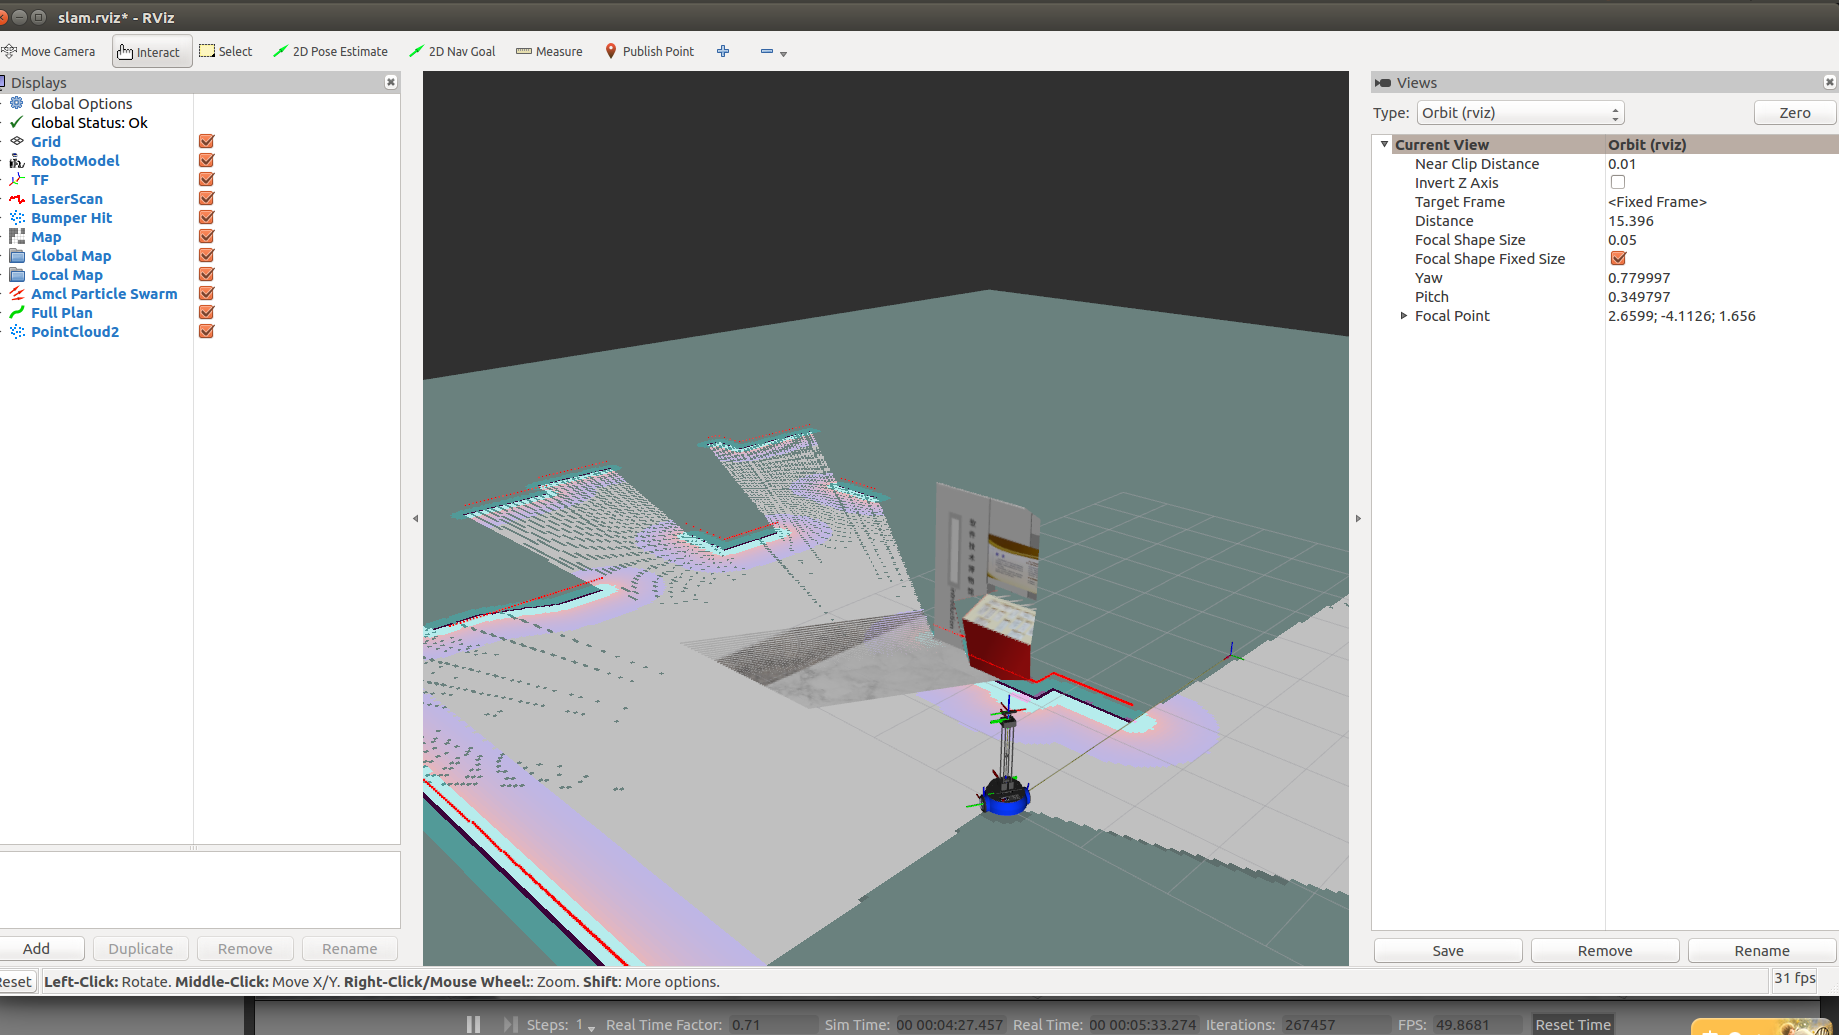 slam.rviz* - RViz
Move Camera
Interact
Select
2D Pose Estimate
2D Nav Goal
Measure
Publish Point
Displays
Global Options
Global Status: Ok
Grid
RobotModel
TF
LaserScan
Bumper Hit
Map
Global Map
Local Map
Amcl Particle Swarm
Full Plan
PointCloud2
Add
Duplicate
Remove
Rename
Views
Type: Orbit (rviz)
Zero
Current View Orbit (rviz)
Near Clip Distance 0.01
Invert Z Axis
Target Frame <Fixed Frame>
Distance 15.396
Focal Shape Size 0.05
Focal Shape Fixed Size
Yaw 0.779997
Pitch 0.349797
Focal Point 2.6599; -4.1126; 1.656
Save
Remove
Rename
eset
Left-Click: Rotate. Middle-Click: Move X/Y. Right-Click/Mouse Wheel:: Zoom. Shift: More options.
31 fps
Steps: 1 Real Time Factor: 0.71 Sim Time: 00 00:04:27.457 Real Time: 00 00:05:33.274 Iterations: 267457 FPS: 49.8681 Reset Time